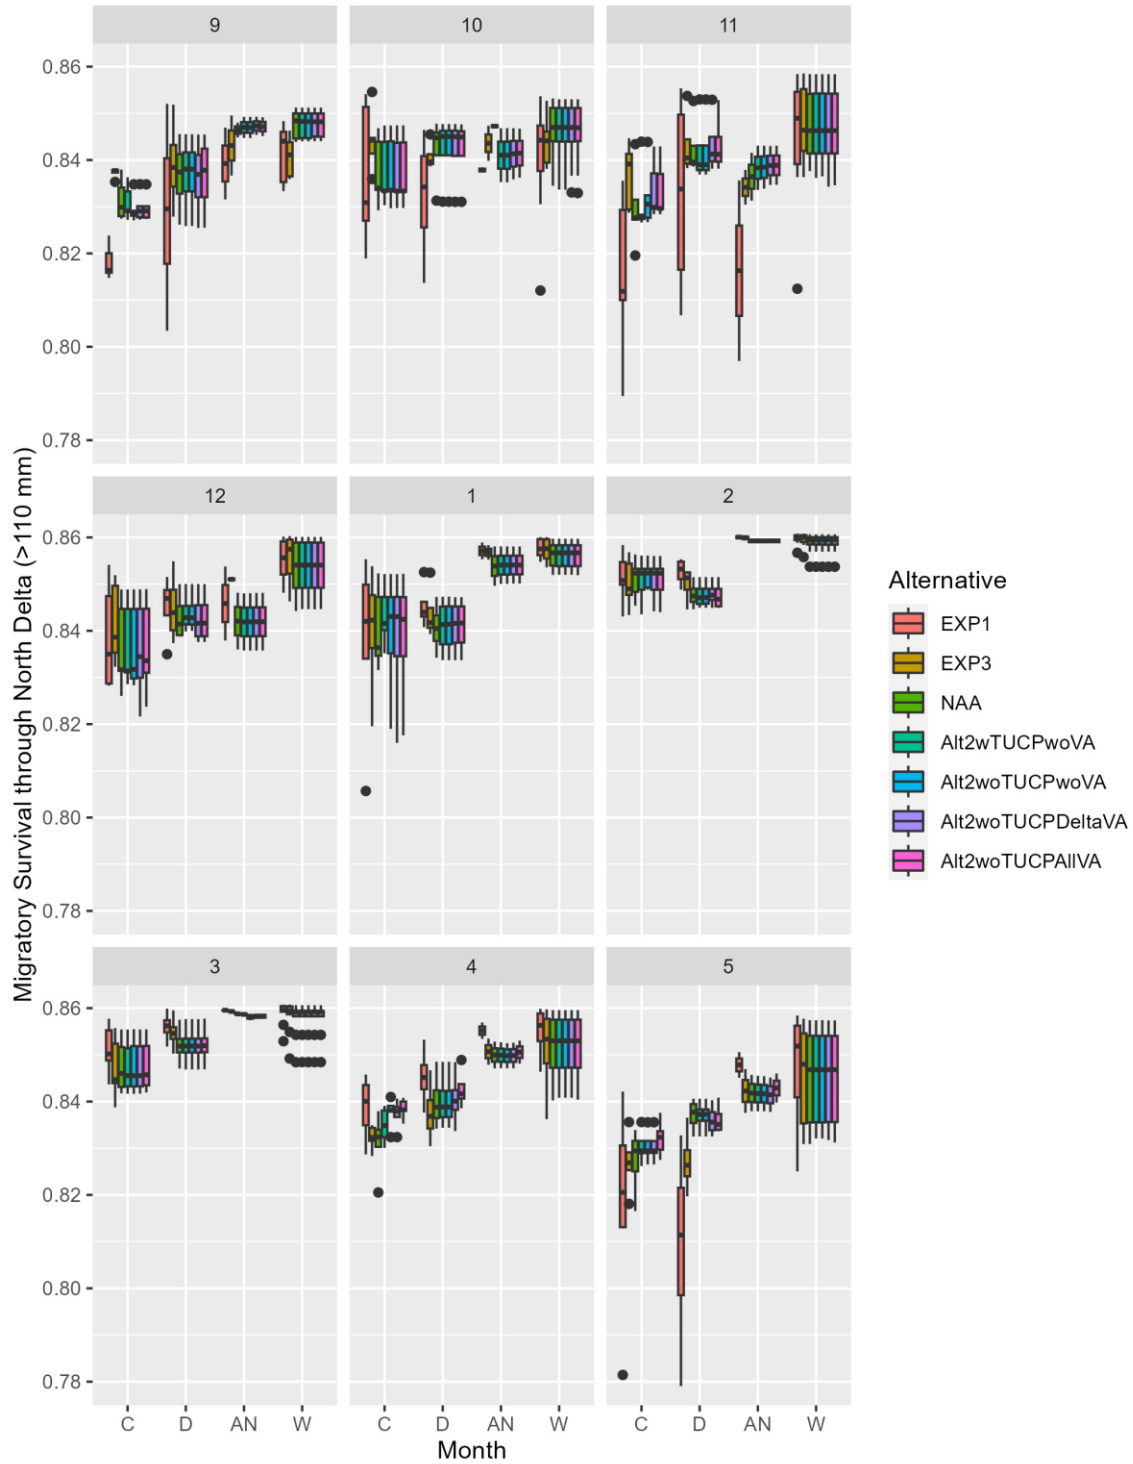 9 10 11
0.86
0.84
0.82
0.80
0.78
12 1 2
0.86
0.84
0.82
0.80
0.78
3 4 5
0.86
0.84
0.82
0.80
0.78
C D AN W C D AN W C D AN W
Month
Migratory Survival through North Delta (>110 mm)
Alternative
EXP1
EXP3
NAA
Alt2wTUCPwoVA
Alt2woTUCPwoVA
Alt2woTUCPDeltaVA
Alt2woTUCPAllVA